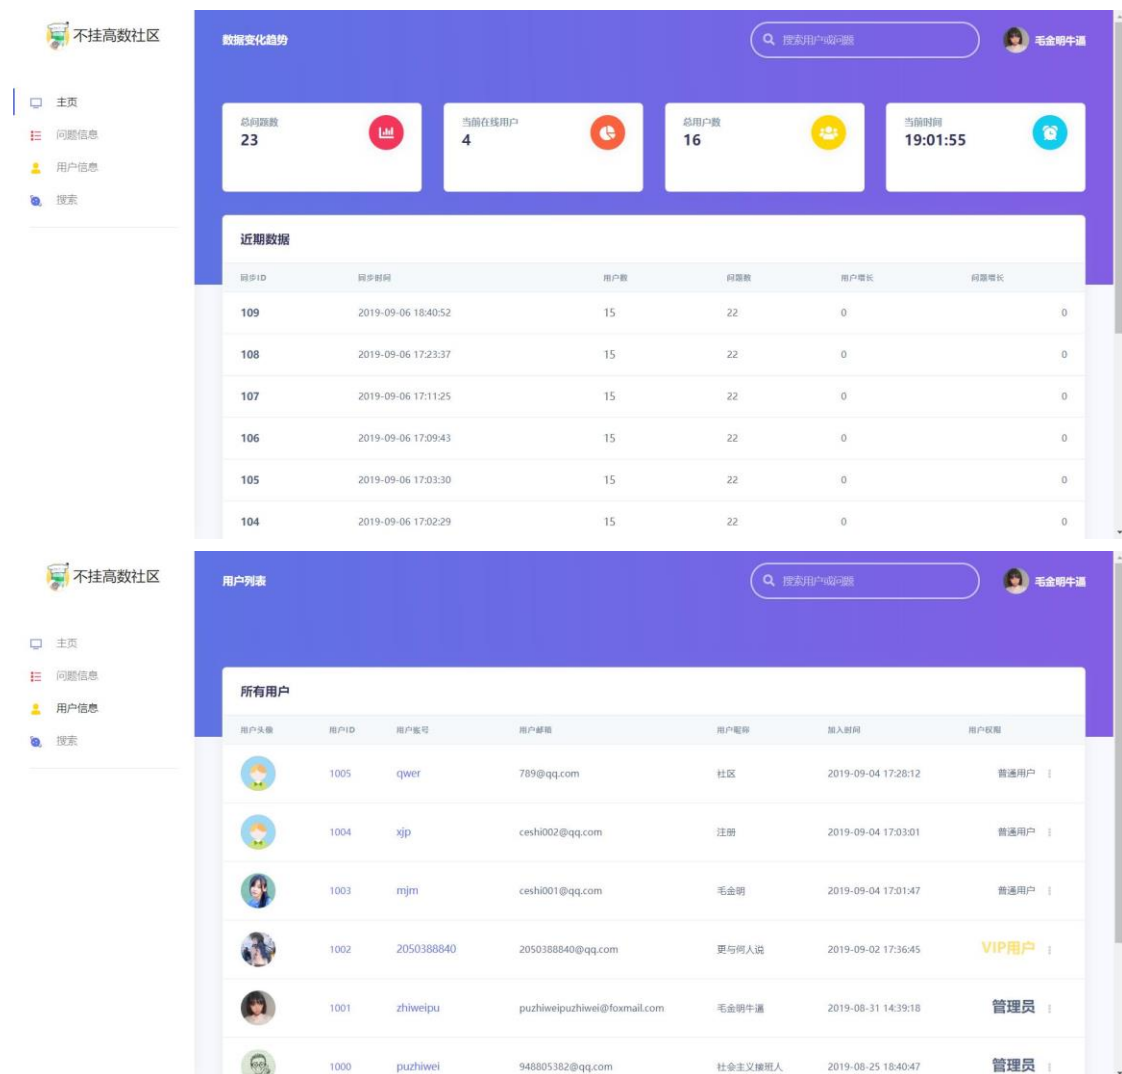 不挂高数社区
数据变化趋势
搜索用户或问题
毛金明牛逼
主页
问题信息
用户信息
搜索
总问题数
23
当前在线用户
4
总用户数
16
当前时间
19:01:55
近期数据
同步ID 同步时间 用户数 问题数 用户增长 问题增长
109 2019-09-06 18:40:52 15 22 0 0
108 2019-09-06 17:23:37 15 22 0 0
107 2019-09-06 17:11:25 15 22 0 0
106 2019-09-06 17:09:43 15 22 0 0
105 2019-09-06 17:03:30 15 22 0 0
104 2019-09-06 17:02:29 15 22 0 0
不挂高数社区
用户列表
搜索用户或问题
毛金明牛逼
主页
问题信息
用户信息
搜索
所有用户
用户头像 用户ID 用户账号 用户邮箱 用户昵称 加入时间 用户权限
1005 qwer 789@qq.com 社区 2019-09-04 17:28:12 普通用户
1004 xjp ceshi002@qq.com 注册 2019-09-04 17:03:01 普通用户
1003 mjm ceshi001@qq.com 毛金明 2019-09-04 17:01:47 普通用户
1002 2050388840 2050388840@qq.com 更与何人说 2019-09-02 17:36:45 VIP用户
1001 zhiweipu puzhiweipuzhiwei@foxmail.com 毛金明牛逼 2019-08-31 14:39:18 管理员
1000 puzhiwei 948805382@qq.com 社会主义接班人 2019-08-25 18:40:47 管理员